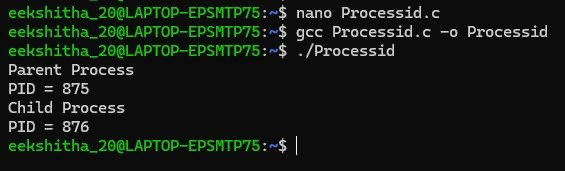 eekshitha_20@LAPTOP-EPSMTP75:~$ nano Processid.c
eekshitha_20@LAPTOP-EPSMTP75:~$ gcc Processid.c -o Processid
eekshitha_20@LAPTOP-EPSMTP75:~$ ./Processid
Parent Process
PID = 875
Child Process
PID = 876
eekshitha_20@LAPTOP-EPSMTP75:~$